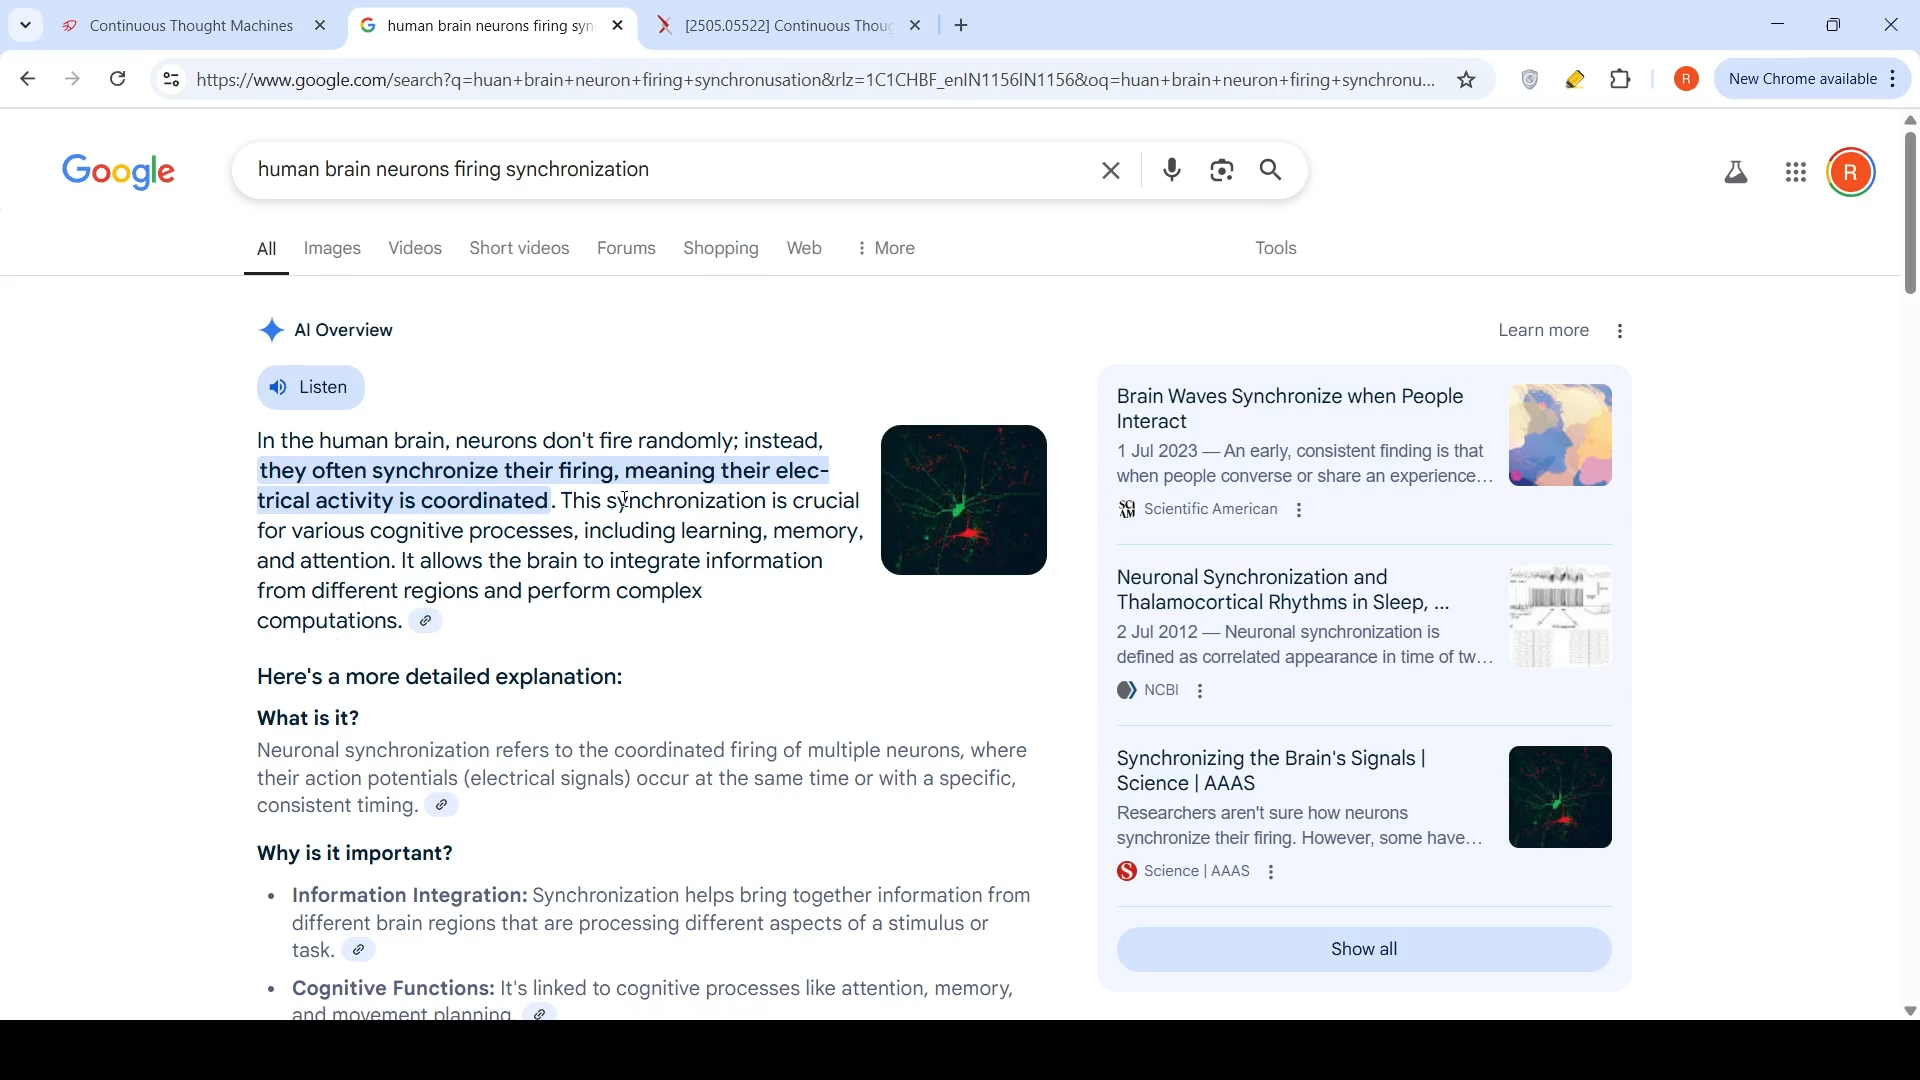 Continuous Thought Machines
human brain neurons firing syn
[2505.05522] Continuous Thou
https://www.google.com/search?q=huan+brain+neuron+firing+synchronusation&rlz=1C1CHBF_enIN1156IN1156&oq=huan+brain+neuron+firing+synchronu...
R
New Chrome available
Google
human brain neurons firing synchronization
R
All
Images
Videos
Short videos
Forums
Shopping
Web
More
Tools
AI Overview
Listen
In the human brain, neurons don't fire randomly; instead,
they often synchronize their firing, meaning their elec-
trical activity is coordinated. This synchronization is crucial
for various cognitive processes, including learning, memory,
and attention. It allows the brain to integrate information
from different regions and perform complex
computations.
Here's a more detailed explanation:
What is it?
Neuronal synchronization refers to the coordinated firing of multiple neurons, where
their action potentials (electrical signals) occur at the same time or with a specific,
consistent timing.
Why is it important?
• Information Integration: Synchronization helps bring together information from
different brain regions that are processing different aspects of a stimulus or
task.
• Cognitive Functions: It's linked to cognitive processes like attention, memory,
and movement planning.
Learn more
Brain Waves Synchronize when People
Interact
1 Jul 2023 — An early, consistent finding is that
when people converse or share an experience...
SCI
AM
Scientific American
Neuronal Synchronization and
Thalamocortical Rhythms in Sleep, ...
2 Jul 2012 — Neuronal synchronization is
defined as correlated appearance in time of tw...
NCBI
Synchronizing the Brain's Signals |
Science | AAAS
Researchers aren't sure how neurons
synchronize their firing. However, some have...
S
Science | AAAS
Show all